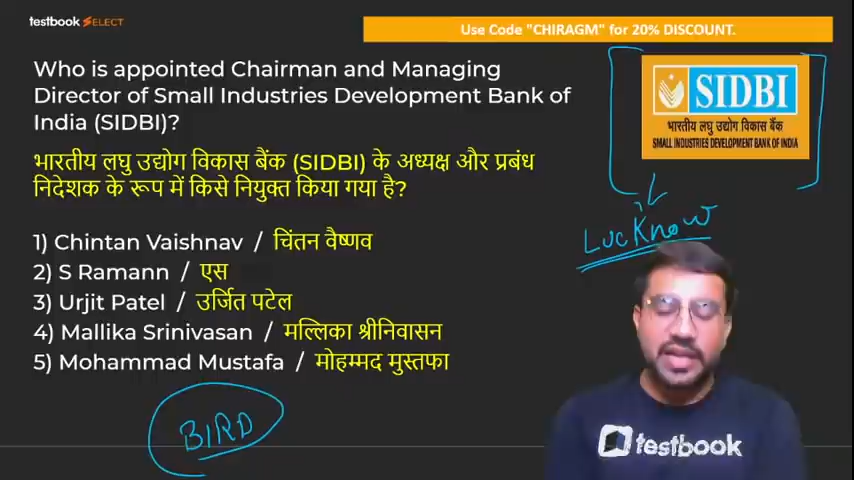 testbook SELECT
Use Code "CHIRAGM" for 20% DISCOUNT.
Who is appointed Chairman and Managing
Director of Small Industries Development Bank of
India (SIDBI)?
भारतीय लघु उद्योग विकास बैंक (SIDBI) के अध्यक्ष और प्रबंध
निदेशक के रूप में किसे नियुक्त किया गया है?
1) Chintan Vaishnav / चिंतन वैष्णव
2) S Ramann / एस
3) Urjit Patel / उर्जित पटेल
4) Mallika Srinivasan / मल्लिका श्रीनिवासन
5) Mohammad Mustafa / मोहम्मद मुस्तफा
BIRD
SIDBI
भारतीय लघु उद्योग विकास बैंक
SMALL INDUSTRIES DEVELOPMENT BANK OF INDIA
LucKnow
testbook